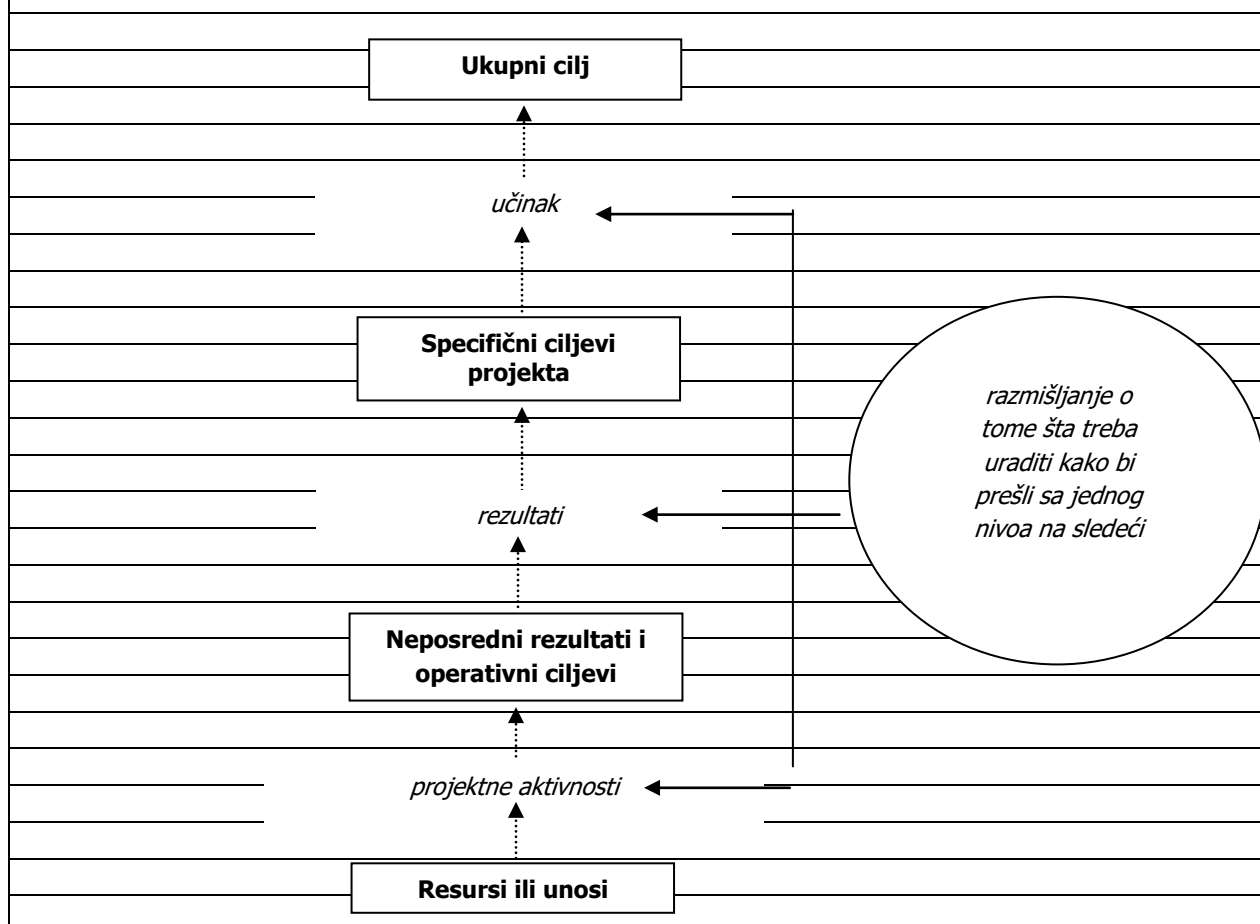 Ukupni cilj
učinak
Specifični ciljevi
projekta
razmišljanje o
tome šta treba
uraditi kako bi
prešli sa jednog
nivoa na sledeći
rezultati
Neposredni rezultati i
operativni ciljevi
projektne aktivnosti
Resursi ili unosi